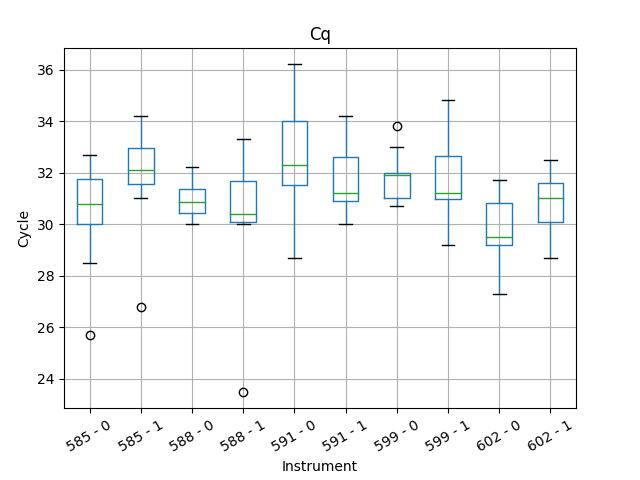 Cq
36
34
32
30
28
26
24
Cycle
585 - 0
585 - 1
588 - 0
588 - 1
591 - 0
591 - 1
599 - 0
599 - 1
602 - 0
602 - 1
Instrument